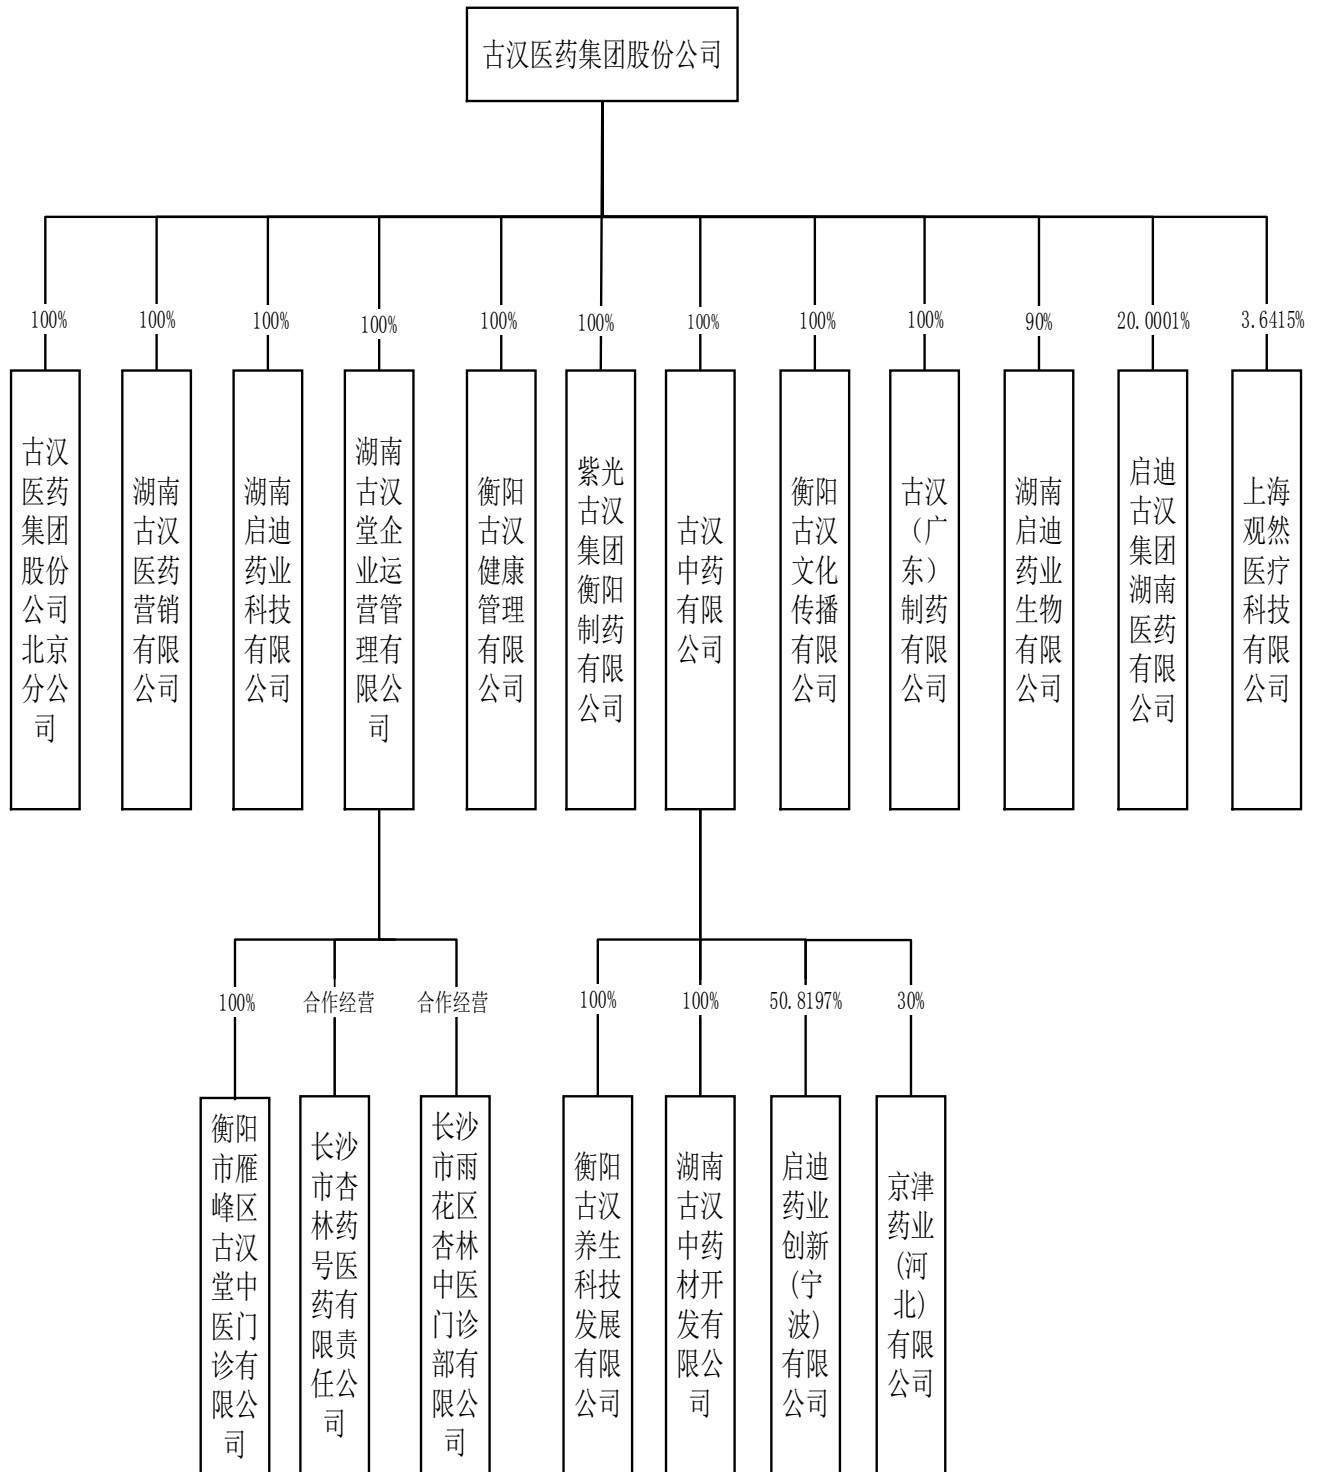 古汉医药集团股份公司
100%
100%
100%
100%
100%
100%
100%
100%
100%
90%
20.0001%
3.6415%
古汉
医药
集团
股份
公司
北京
分公
司
湖南
古汉
医药
营销
有限
公司
湖南
启迪
药业
科技
有限
公司
湖南
古汉
堂企
业运
营管
理有
限公
司
衡阳
古汉
健康
管理
有限
公司
紫光
古汉
集团
衡阳
制药
有限
公司
古汉
中药
有限
公司
衡阳
古汉
文化
传播
有限
公司
古汉
（广
东）
制药
有限
公司
湖南
启迪
药业
生物
有限
公司
启迪
古汉
集团
湖南
医药
有限
公司
上海
观然
医疗
科技
有限
公司
100%
合作经营
合作经营
100%
100%
50.8197%
30%
衡阳
市雁
峰区
古汉
堂中
医门
诊有
限公
司
长沙
市杏
林药
号医
药有
限责
任公
司
长沙
市雨
花区
杏林
中医
门诊
部有
限公
司
衡阳
古汉
养生
科技
发展
有限
公司
湖南
古汉
中药
材开
发有
限公
司
启迪
药业
创新
(宁
波)
有限
公司
京津
药业
(河
北)
有限
公司